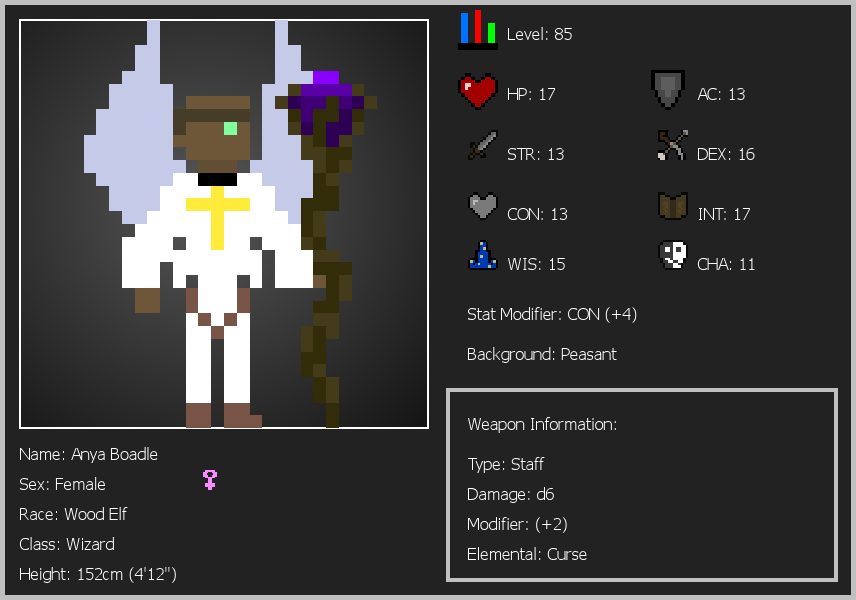 Level: 85
HP: 17
AC: 13
STR: 13
DEX: 16
CON: 13
INT: 17
WIS: 15
CHA: 11
Stat Modifier: CON (+4)
Background: Peasant
Weapon Information:
Type: Staff
Damage: d6
Modifier: (+2)
Elemental: Curse
Name: Anya Boadle
Sex: Female
Race: Wood Elf
Class: Wizard
Height: 152cm (4'12")